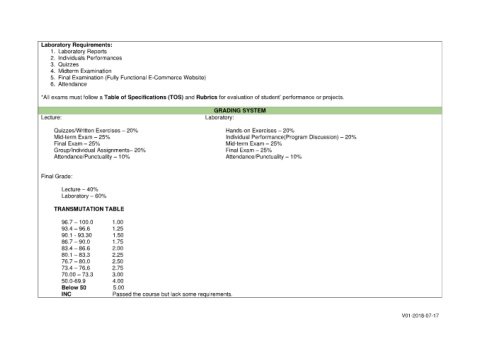 Laboratory Requirements:
1. Laboratory Reports
2. Individuals Performances
3. Quizzes
4. Midterm Examination
5. Final Examination (Fully Functional E-Commerce Website)
6. Attendance
*All exams must follow a Table of Specifications (TOS) and Rubrics for evaluation of student' performance or projects.
GRADING SYSTEM
Lecture: Laboratory:
Quizzes/Written Exercises – 20% Hands-on Exercises – 20%
Mid-term Exam – 25% Individual Performance(Program Discussion) – 20%
Final Exam – 25% Mid-term Exam – 25%
Group/Individual Assignments– 20% Final Exam – 25%
Attendance/Punctuality – 10% Attendance/Punctuality – 10%
Final Grade:
Lecture – 40%
Laboratory – 60%
TRANSMUTATION TABLE
96.7 – 100.0 1.00
93.4 – 96.6 1.25
90.1 - 93.30 1.50
86.7 – 90.0 1.75
83.4 – 86.6 2.00
80.1 – 83.3 2.25
76.7 – 80.0 2.50
73.4 – 76.6 2.75
70.00 – 73.3 3.00
50.0-69.9 4.00
Below 50 5.00
INC Passed the course but lack some requirements.
V01-2018-07-17